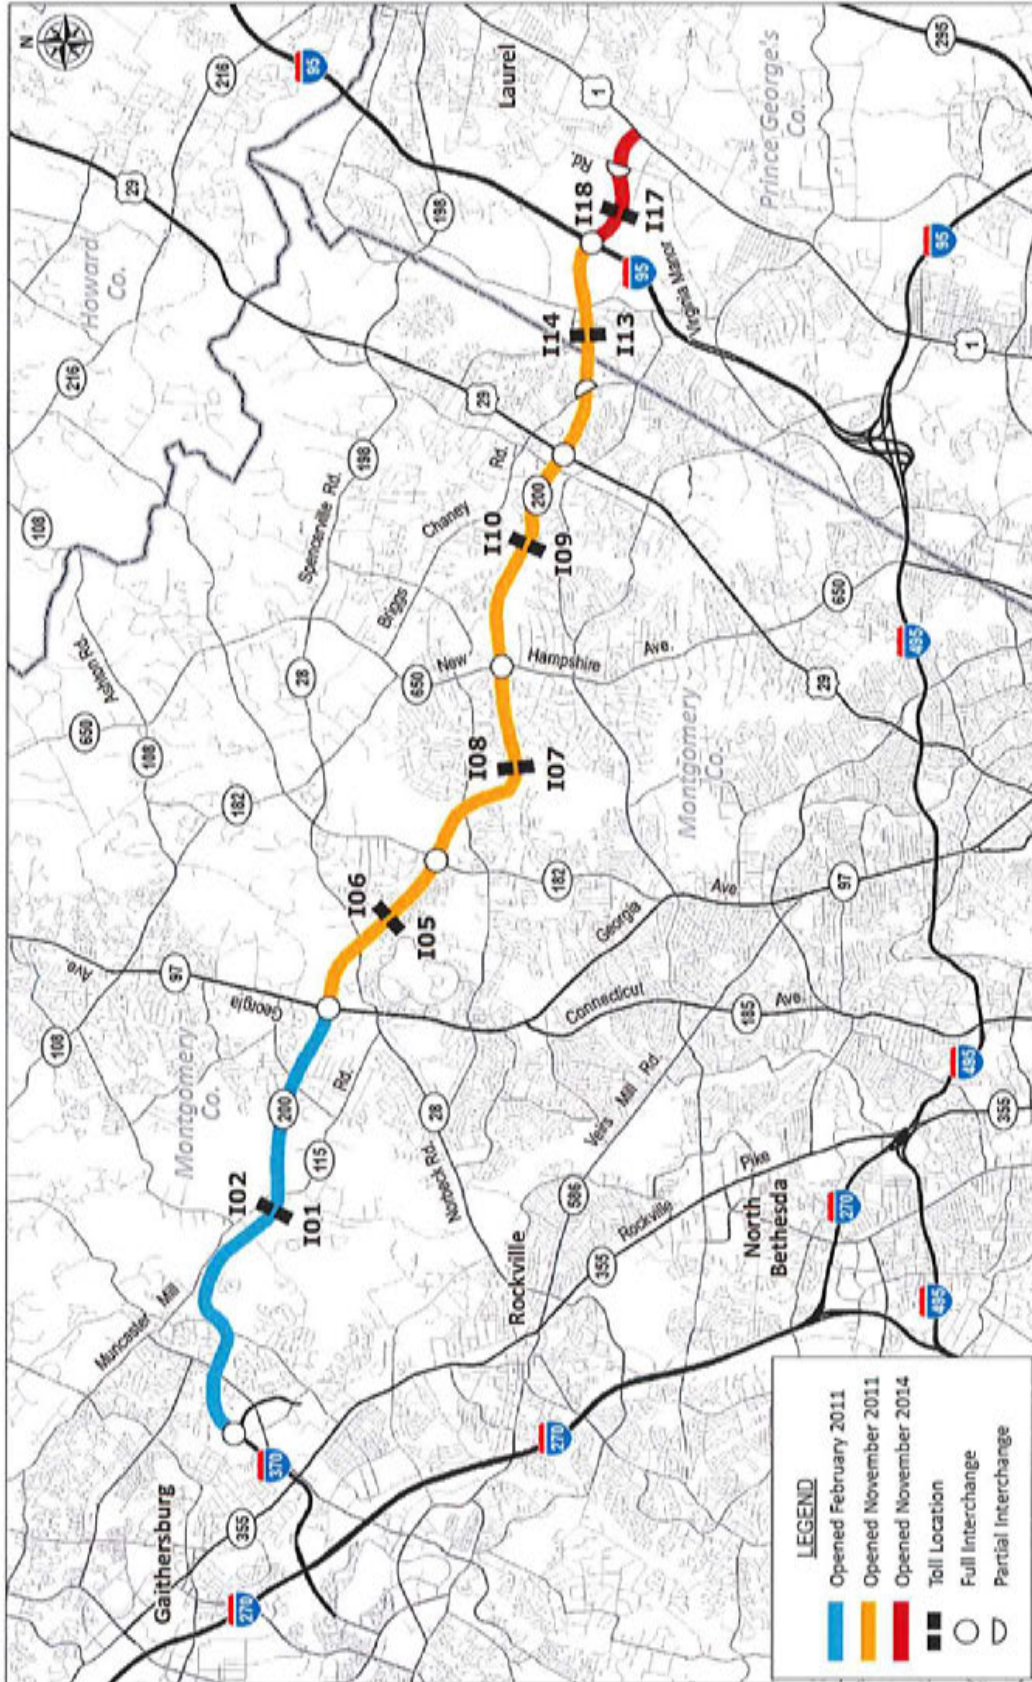 N
Gaithersburg
270
355
370
Muncaster Mill
Rd.
I02
I01
115
200
Montgomery
Co.
108
97
Ave.
Georgia
Norbeck Rd.
28
Rockville
586
Veirs Mill Rd.
355
Rockville Pike
North
Bethesda
270
270
495
495
355
185
Connecticut Ave.
Georgia Ave
97
182
I06
I05
182
108
650
Ashton Rd.
108
I08
I07
28
Spencerville Rd.
198
650
New Hampshire Ave.
650
Briggs Chaney Rd.
Montgomery
Co.
29
495
I10
I09
200
29
216
Howard
Co.
29
216
198
I14
I13
95
95
Virginia Manor Rd.
I18
I17
Laurel
1
Prince George's
Co.
295
95
1
LEGEND
Opened February 2011
Opened November 2011
Opened November 2014
Toll Location
Full Interchange
Partial Interchange